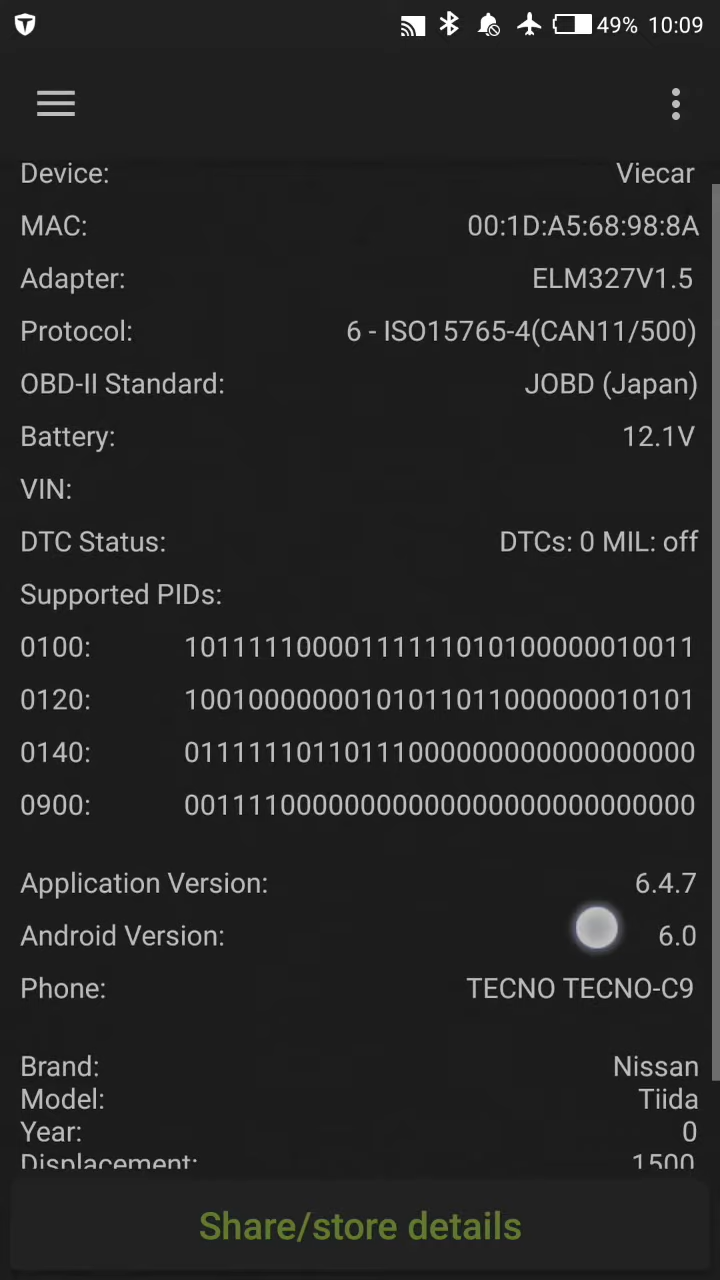 49% 10:09
Device: Viecar
MAC: 00:1D:A5:68:98:8A
Adapter: ELM327V1.5
Protocol: 6 - ISO15765-4(CAN11/500)
OBD-II Standard: JOBD (Japan)
Battery: 12.1V
VIN:
DTC Status: DTCs: 0 MIL: off
Supported PIDs:
0100: 10111110000111111010100000010011
0120: 10010000000101011011000000010101
0140: 01111110110111000000000000000000
0900: 00111100000000000000000000000000
Application Version: 6.4.7
Android Version: 6.0
Phone: TECNO TECNO-C9
Brand: Nissan
Model: Tiida
Year: 0
Displacement: 1500
Share/store details